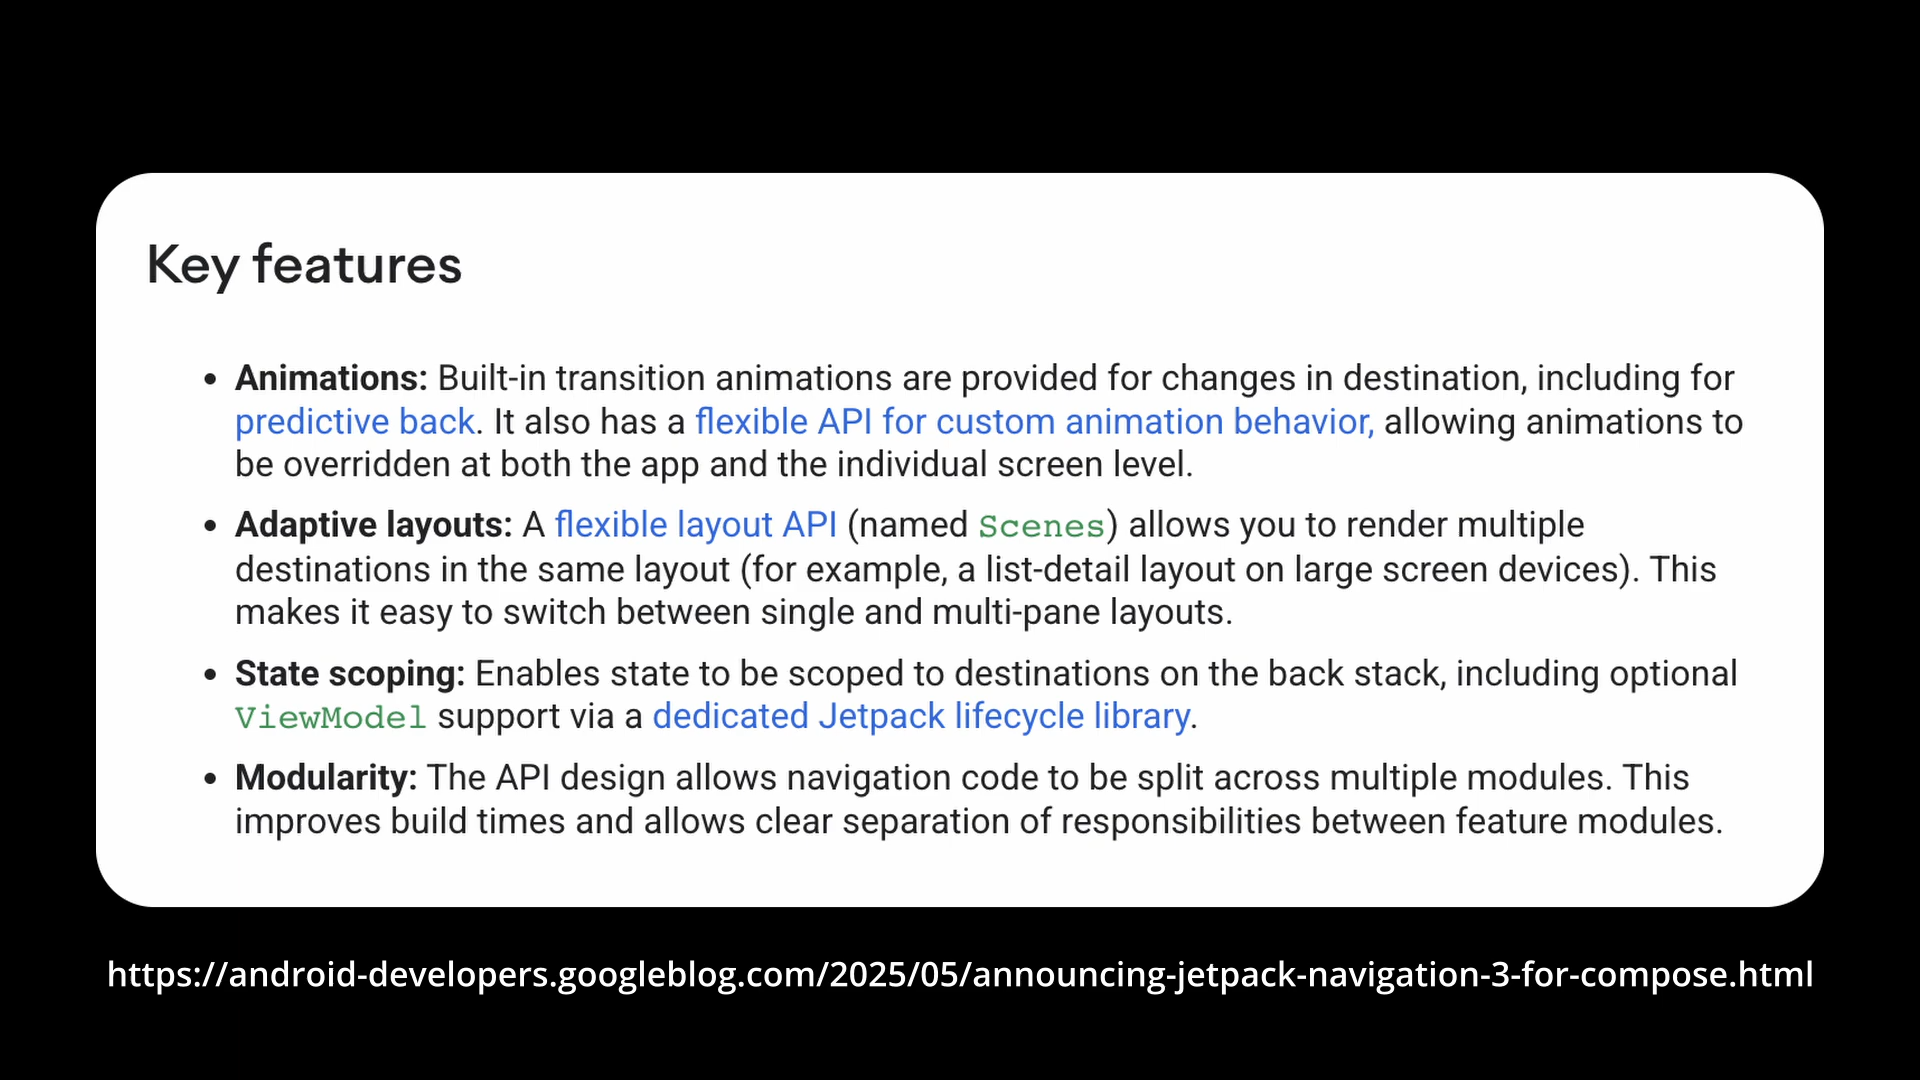 Key features
• Animations: Built-in transition animations are provided for changes in destination, including for
predictive back. It also has a flexible API for custom animation behavior, allowing animations to
be overridden at both the app and the individual screen level.
• Adaptive layouts: A flexible layout API (named Scenes) allows you to render multiple
destinations in the same layout (for example, a list-detail layout on large screen devices). This
makes it easy to switch between single and multi-pane layouts.
• State scoping: Enables state to be scoped to destinations on the back stack, including optional
ViewModel support via a dedicated Jetpack lifecycle library.
• Modularity: The API design allows navigation code to be split across multiple modules. This
improves build times and allows clear separation of responsibilities between feature modules.
https://android-developers.googleblog.com/2025/05/announcing-jetpack-navigation-3-for-compose.html